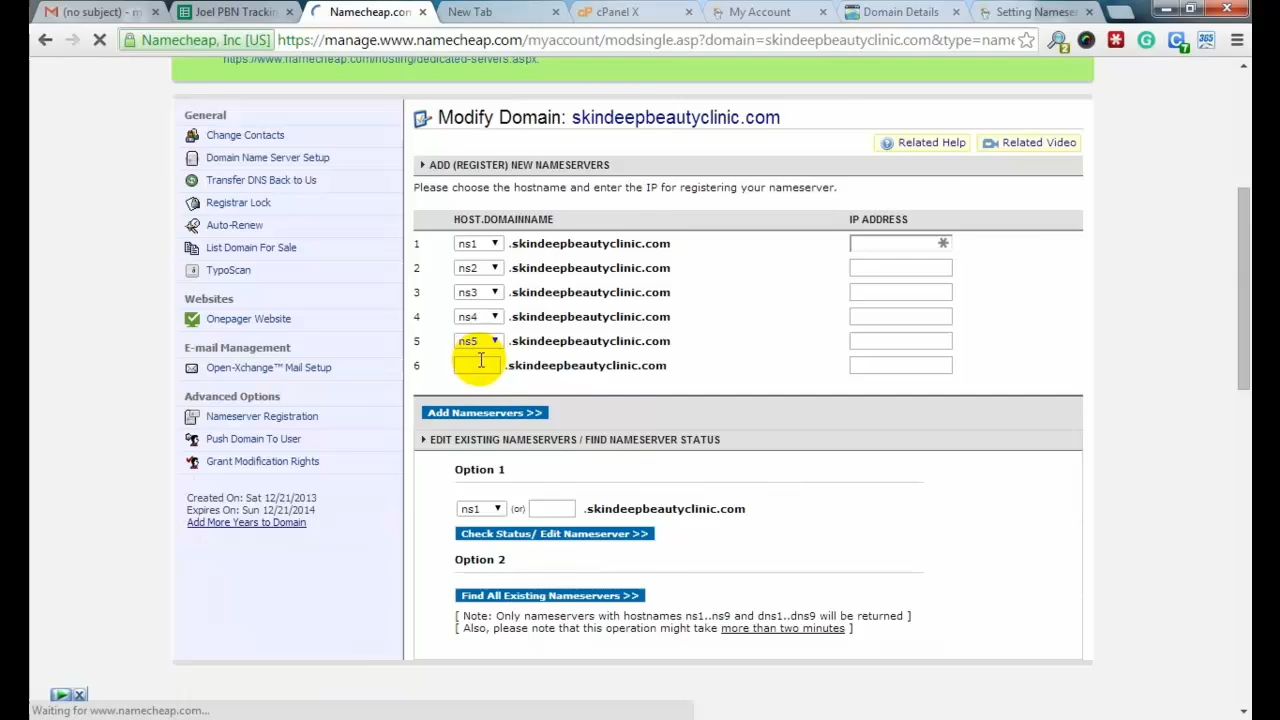 (no subject) - m
Joel PBN Trackin
Namecheap.con
New Tab
cPanel X
My Account
Domain Details
Setting Namese
Namecheap, Inc [US]
https://manage.www.namecheap.com/myaccount/modsingle.asp?domain=skindeepbeautyclinic.com&type=name
https://www.namecheap.com/hosting/dedicated-servers.aspx.
General
Change Contacts
Domain Name Server Setup
Transfer DNS Back to Us
Registrar Lock
Auto-Renew
List Domain For Sale
TypoScan
Websites
Onepager Website
E-mail Management
Open-Xchange™ Mail Setup
Advanced Options
Nameserver Registration
Push Domain To User
Grant Modification Rights
Created On: Sat 12/21/2013
Expires On: Sun 12/21/2014
Add More Years to Domain
Modify Domain: skindeepbeautyclinic.com
Related Help
Related Video
ADD (REGISTER) NEW NAMESERVERS
Please choose the hostname and enter the IP for registering your nameserver.
HOST.DOMAINNAME IP ADDRESS
1 ns1 .skindeepbeautyclinic.com
2 ns2 .skindeepbeautyclinic.com
3 ns3 .skindeepbeautyclinic.com
4 ns4 .skindeepbeautyclinic.com
5 ns5 .skindeepbeautyclinic.com
6 .skindeepbeautyclinic.com
Add Nameservers >>
EDIT EXISTING NAMESERVERS / FIND NAMESERVER STATUS
Option 1
ns1 (or) .skindeepbeautyclinic.com
Check Status/ Edit Nameserver >>
Option 2
Find All Existing Nameservers >>
[ Note: Only nameservers with hostnames ns1..ns9 and dns1..dns9 will be returned ]
[ Also, please note that this operation might take more than two minutes ]
Waiting for www.namecheap.com...